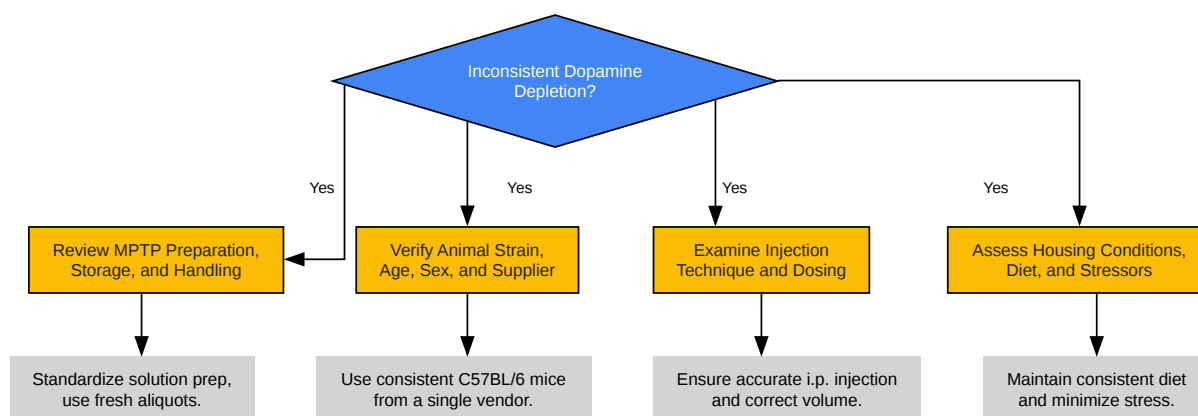 Inconsistent Dopamine
Depletion?
Yes
Yes
Yes
Yes
Review MPTP Preparation,
Storage, and Handling
Verify Animal Strain,
Age, Sex, and Supplier
Examine Injection
Technique and Dosing
Assess Housing Conditions,
Diet, and Stressors
Standardize solution prep,
use fresh aliquots.
Use consistent C57BL/6 mice
from a single vendor.
Ensure accurate i.p. injection
and correct volume.
Maintain consistent diet
and minimize stress.